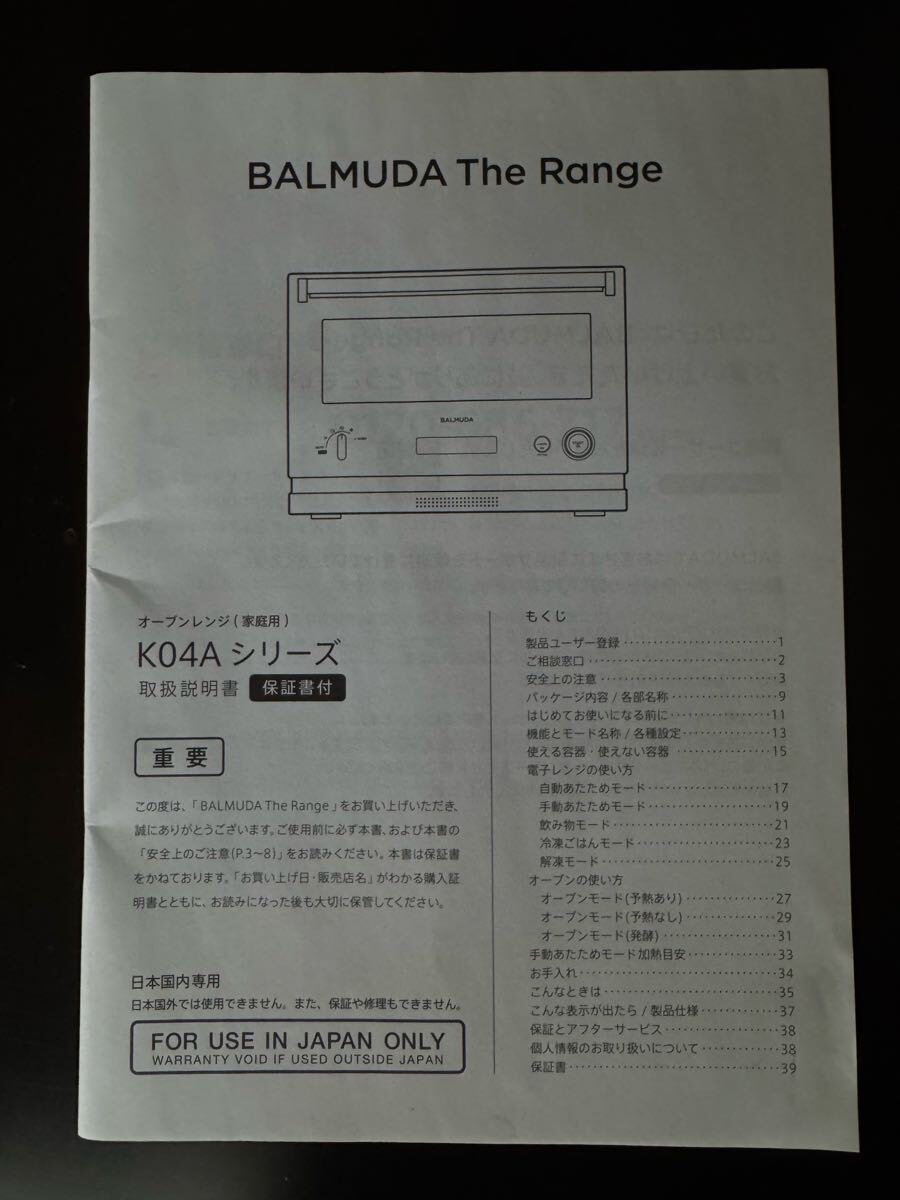 BALMUDA The Range
BALMUDA
オーブンレンジ(家庭用)
K04A シリーズ
取扱説明書 保証書付
重要
この度は、「BALMUDA The Range」をお買い上げいただき、
誠にありがとうございます。ご使用前に必ず本書、および本書の
「安全上のご注意(P.3〜8)」をお読みください。本書は保証書
をかねております。「お買い上げ日・販売店名」がわかる購入証
明書とともに、お読みになった後も大切に保管してください。
日本国内専用
日本国外では使用できません。また、保証や修理もできません。
FOR USE IN JAPAN ONLY
WARRANTY VOID IF USED OUTSIDE JAPAN
もくじ
製品ユーザー登録 1
ご相談窓口 2
安全上の注意 3
パッケージ内容 / 各部名称 9
はじめてお使いになる前に 11
機能とモード名称 / 各種設定 13
使える容器・使えない容器 15
電子レンジの使い方
自動あたためモード 17
手動あたためモード 19
飲み物モード 21
冷凍ごはんモード 23
解凍モード 25
オーブンの使い方
オーブンモード(予熱あり) 27
オーブンモード(予熱なし) 29
オーブンモード(発酵) 31
手動あたためモード加熱目安 33
お手入れ 34
こんなときは 35
こんな表示が出たら / 製品仕様 37
保証とアフターサービス 38
個人情報のお取り扱いについて 38
保証書 39